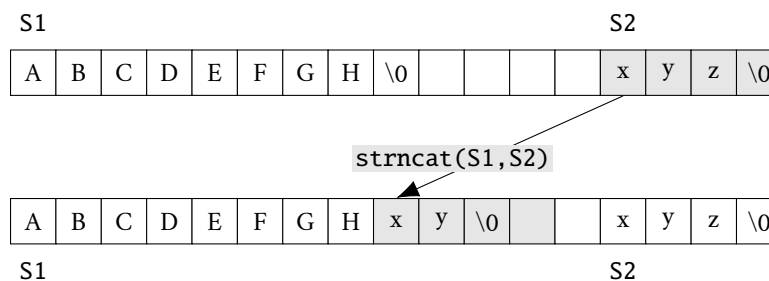 S1 S2
A B C D E F G H \0 x y z \0
strncat(S1,S2)
A B C D E F G H x y \0 x y z \0
S1 S2